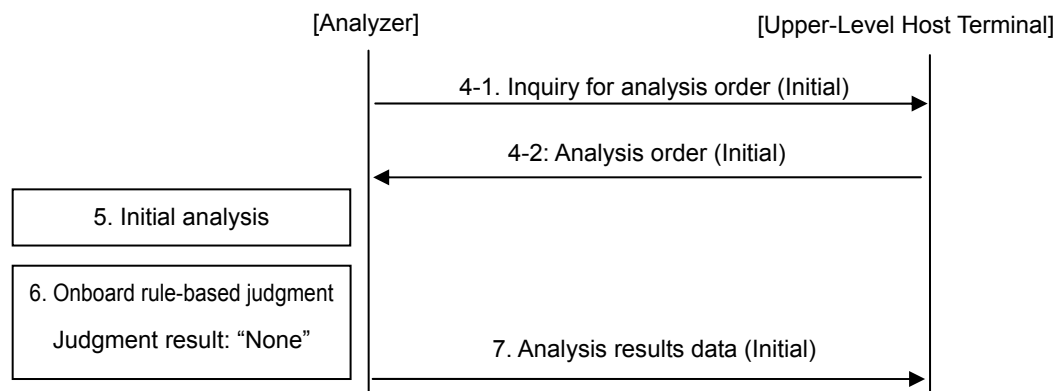 [Analyzer]
[Upper-Level Host Terminal]
4-1. Inquiry for analysis order (Initial)
4-2: Analysis order (Initial)
5. Initial analysis
6. Onboard rule-based judgment
Judgment result: “None”
7. Analysis results data (Initial)